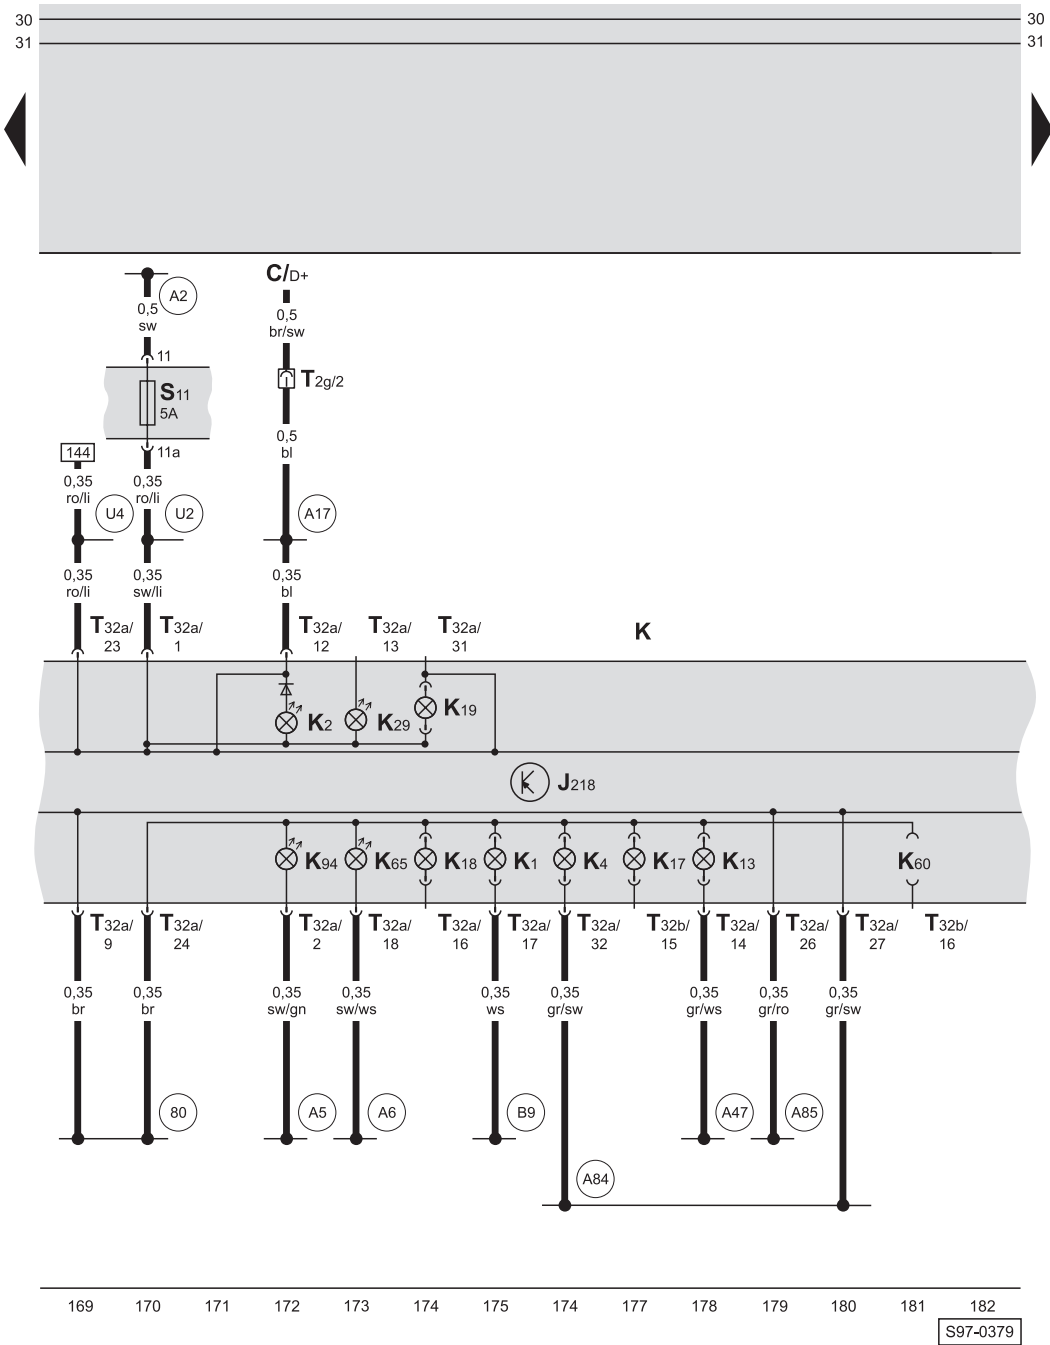 30 30
31 31
C/D+
A2
0,5 0,5
sw br/sw
11
S11 T2g/2
5A
0,5
144 11a bl
0,35 0,35
ro/li ro/li
U4 U2 A17
0,35 0,35 0,35
ro/li sw/li bl
T32a/ T32a/ T32a/ T32a/ T32a/ K
23 1 12 13 31
K2 K29 K19
J218
K94 K65 K18 K1 K4 K17 K13 K60
T32a/ T32a/ T32a/ T32a/ T32a/ T32a/ T32a/ T32b/ T32a/ T32a/ T32a/ T32b/
9 24 2 18 16 17 32 15 14 26 27 16
0,35 0,35 0,35 0,35 0,35 0,35 0,35 0,35 0,35
br br sw/gn sw/ws ws gr/sw gr/ws gr/ro gr/sw
80 A5 A6 B9 A47 A85
A84
169 170 171 172 173 174 175 174 177 178 179 180 181 182
S97-0379